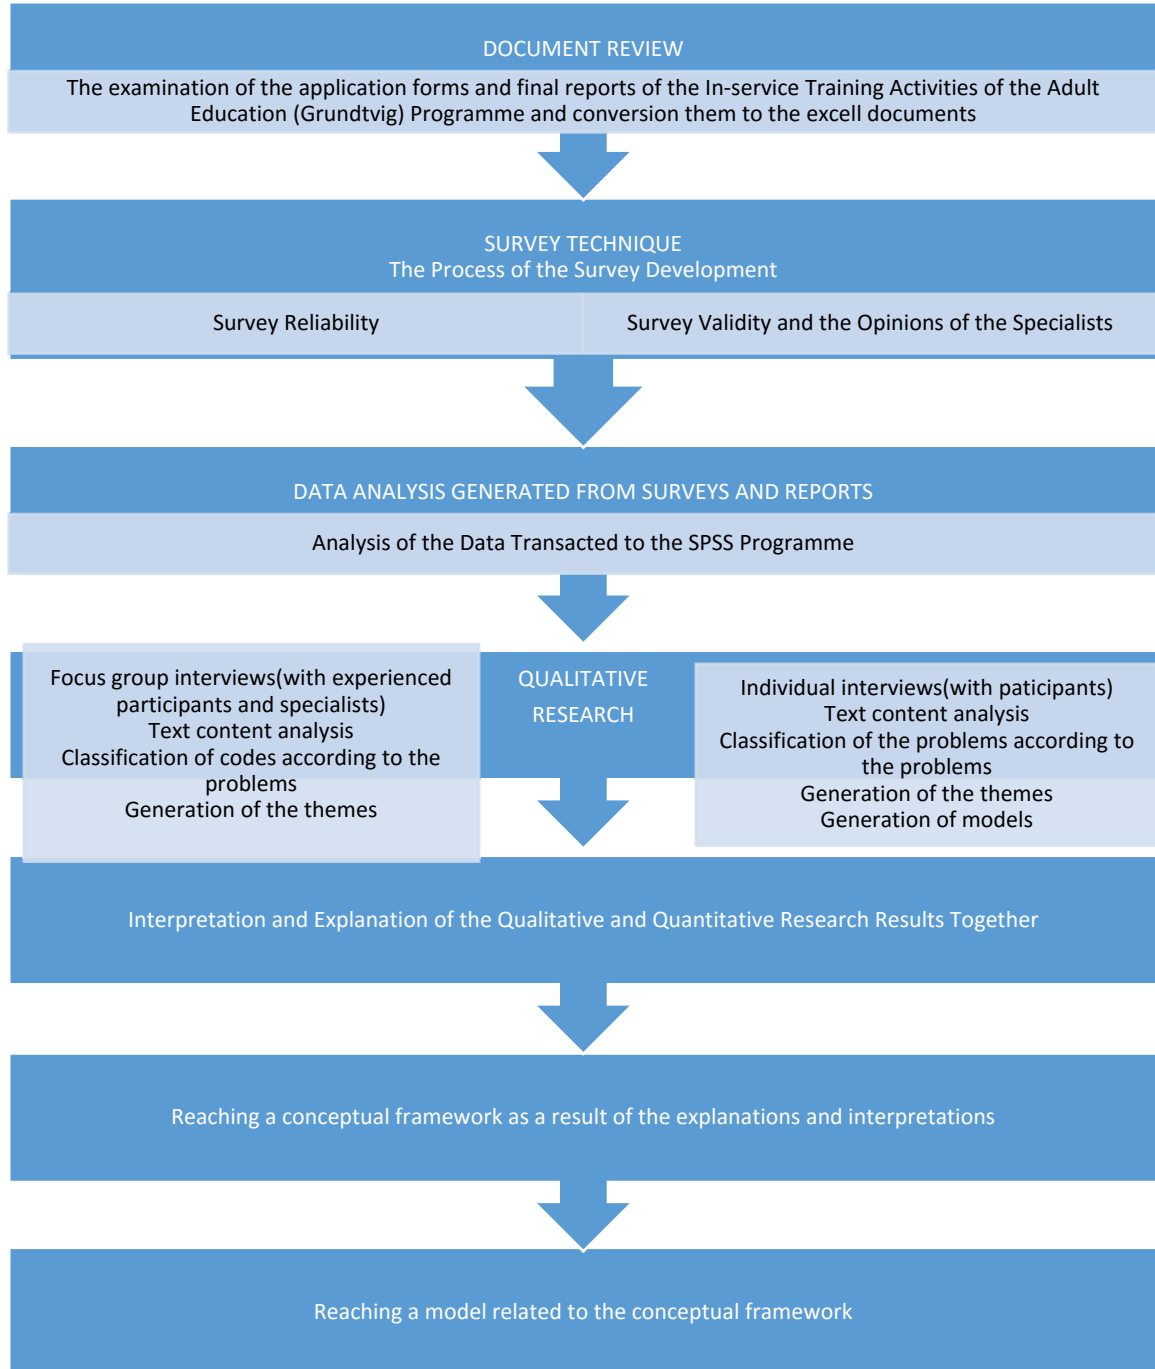 DOCUMENT REVIEW
The examination of the application forms and final reports of the In-service Training Activities of the Adult
Education (Grundtvig) Programme and conversion them to the excell documents
SURVEY TECHNIQUE
The Process of the Survey Development
Survey Reliability
Survey Validity and the Opinions of the Specialists
DATA ANALYSIS GENERATED FROM SURVEYS AND REPORTS
Analysis of the Data Transacted to the SPSS Programme
Focus group interviews(with experienced
participants and specialists)
Text content analysis
Classification of codes according to the
problems
Generation of the themes
QUALITATIVE
RESEARCH
Individual interviews(with paticipants)
Text content analysis
Classification of the problems according to
the problems
Generation of the themes
Generation of models
Interpretation and Explanation of the Qualitative and Quantitative Research Results Together
Reaching a conceptual framework as a result of the explanations and interpretations
Reaching a model related to the conceptual framework